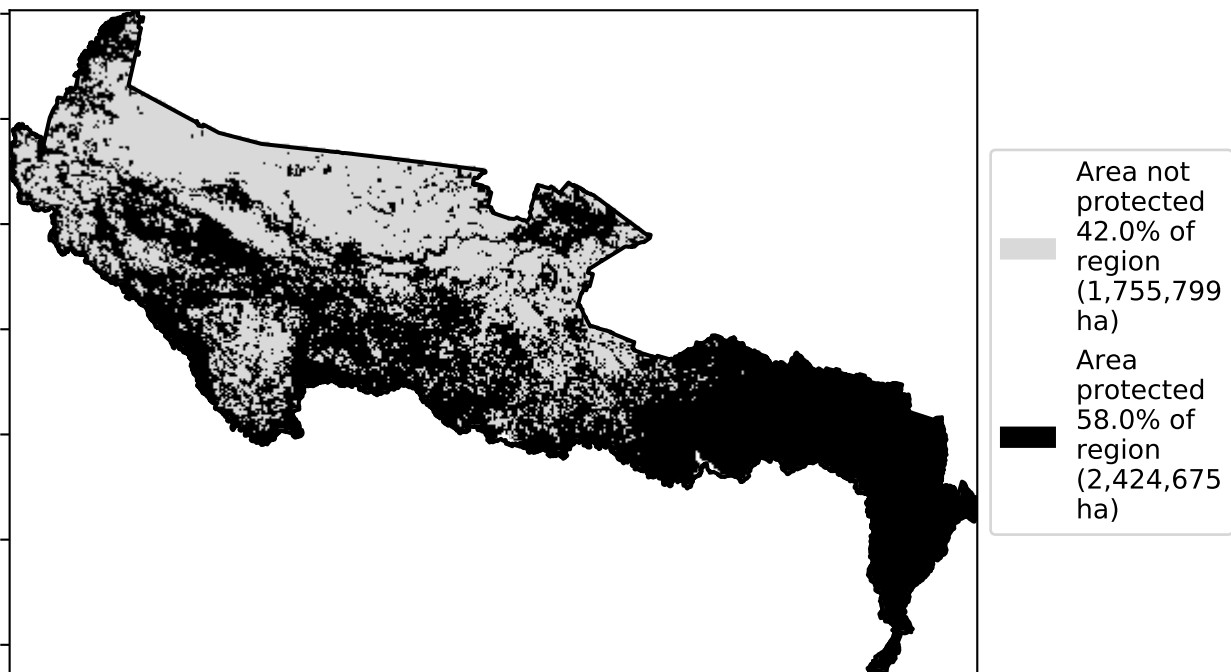 Area not
protected
42.0% of
region
(1,755,799
ha)
Area
protected
58.0% of
region
(2,424,675
ha)